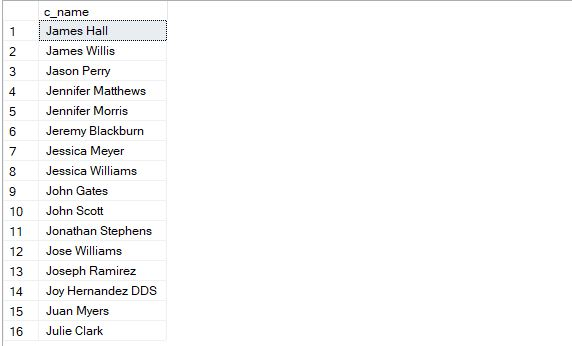 c_name
1 James Hall
2 James Willis
3 Jason Perry
4 Jennifer Matthews
5 Jennifer Morris
6 Jeremy Blackburn
7 Jessica Meyer
8 Jessica Williams
9 John Gates
10 John Scott
11 Jonathan Stephens
12 Jose Williams
13 Joseph Ramirez
14 Joy Hernandez DDS
15 Juan Myers
16 Julie Clark